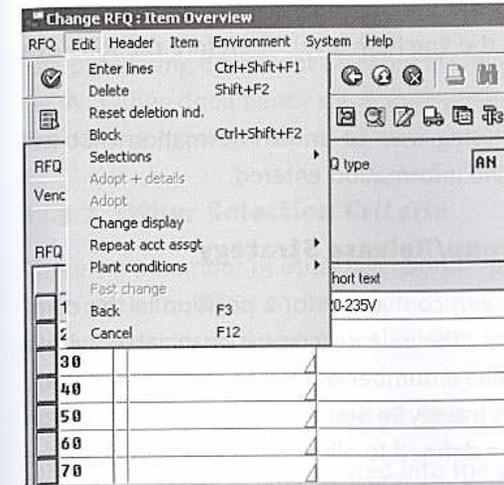 Change RFQ : Item Overview
RFQ Edit Header Item Environment System Help
Enter lines Ctrl+Shift+F1
Delete Shift+F2
Reset deletion ind.
Block Ctrl+Shift+F2
Selections
Adopt + details
Adopt
Change display
Repeat acct assgt
Plant conditions
Fast change
Back F3
Cancel F12
RFQ Q type AN
Venc
RFQ
hort text
1 0-235V
2
30
40
50
60
70